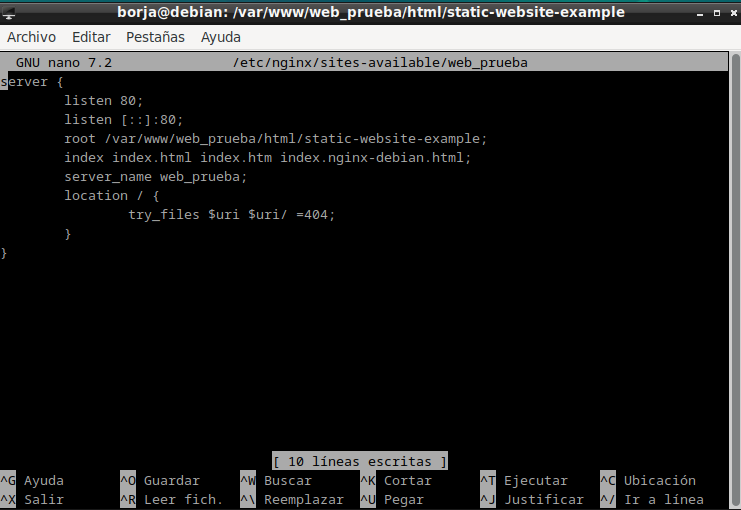 borja@debian: /var/www/web_prueba/html/static-website-example
Archivo Editar Pestañas Ayuda
GNU nano 7.2 /etc/nginx/sites-available/web_prueba
server {
        listen 80;
        listen [::]:80;
        root /var/www/web_prueba/html/static-website-example;
        index index.html index.htm index.nginx-debian.html;
        server_name web_prueba;
        location / {
                try_files $uri $uri/ =404;
        }
}
[ 10 líneas escritas ]
^G Ayuda ^O Guardar ^W Buscar ^K Cortar ^T Ejecutar ^C Ubicación
^X Salir ^R Leer fich. ^\ Reemplazar ^U Pegar ^J Justificar ^/ Ir a línea